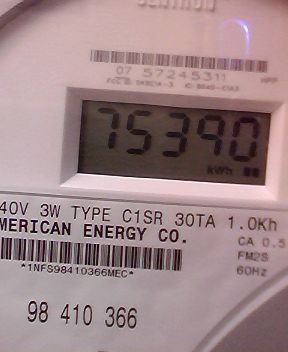 CENTRON
07 57245311
75390
kWh
40V 3W TYPE C1SR 30TA 1.0Kh
MERICAN ENERGY CO.
CA 0.5
FM2S
*1NFS98410366MEC*
60Hz
98 410 366